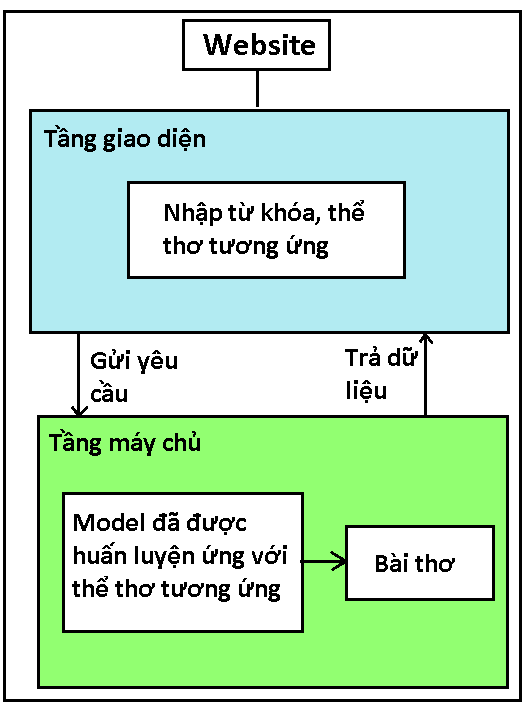 Website
Tầng giao diện
Nhập từ khóa, thể
thơ tương ứng
Gửi yêu
cầu
Trả dữ
liệu
Tầng máy chủ
Model đã được
huấn luyện ứng với
thể thơ tương ứng
Bài thơ